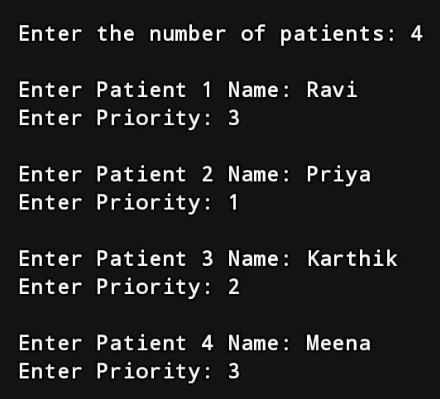 Enter the number of patients: 4
Enter Patient 1 Name: Ravi
Enter Priority: 3
Enter Patient 2 Name: Priya
Enter Priority: 1
Enter Patient 3 Name: Karthik
Enter Priority: 2
Enter Patient 4 Name: Meena
Enter Priority: 3